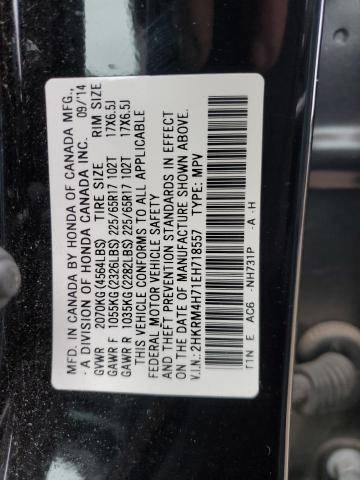 MFD. IN CANADA BY HONDA OF CANADA MFG.,
- A DIVISION OF HONDA CANADA INC. 09/'14
GVWR 2070KG(4564LBS) TIRE SIZE RIM SIZE
GAWR F 1055KG(2326LBS) 225/65R17 102T 17X6.5J
GAWR R 1035KG(2282LBS) 225/65R17 102T 17X6.5J
THIS VEHICLE CONFORMS TO ALL APPLICABLE
FEDERAL MOTOR VEHICLE SAFETY AND
THEFT PREVENTION STANDARDS IN EFFECT
ON THE DATE OF MANUFACTURE SHOWN ABOVE.
V.I.N.:2HKRM4H71EH718557 TYPE: MPV
T1N E AC6 -NH731P -A -H